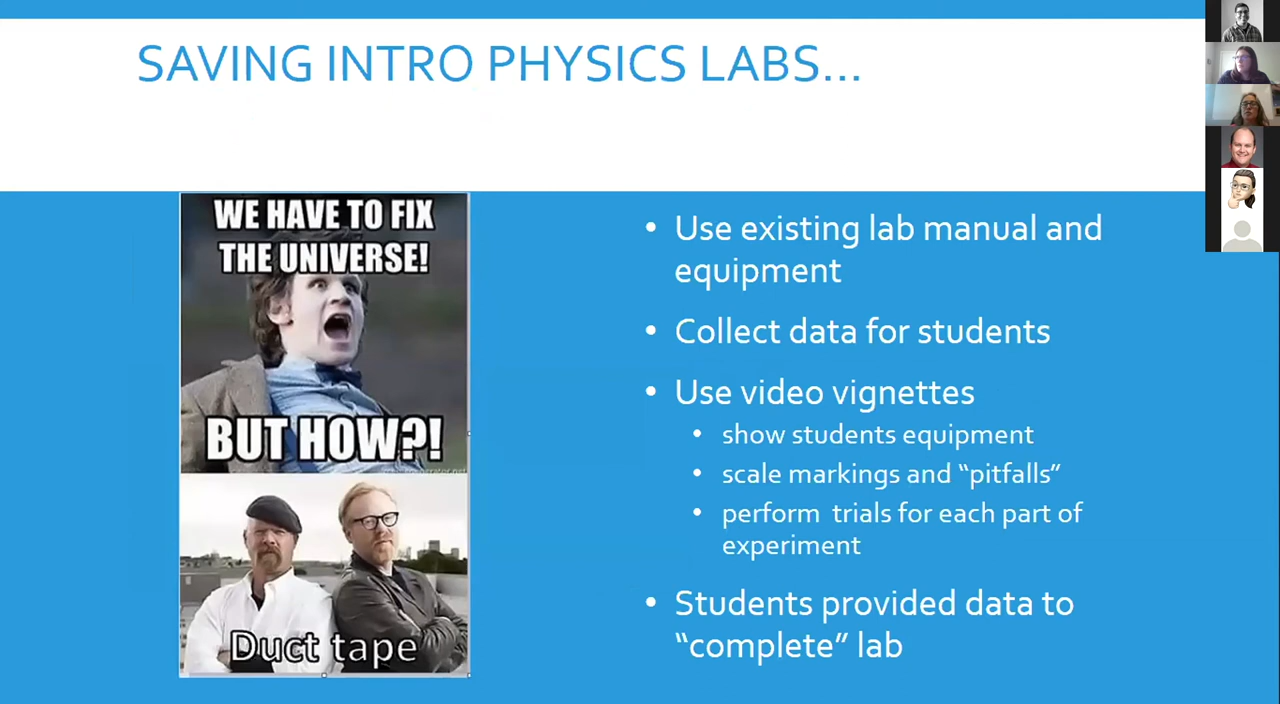 SAVING INTRO PHYSICS LABS...
WE HAVE TO FIX
THE UNIVERSE!
BUT HOW?!
Duct tape
• Use existing lab manual and
equipment
• Collect data for students
• Use video vignettes
• show students equipment
• scale markings and “pitfalls”
• perform trials for each part of
experiment
• Students provided data to
“complete” lab